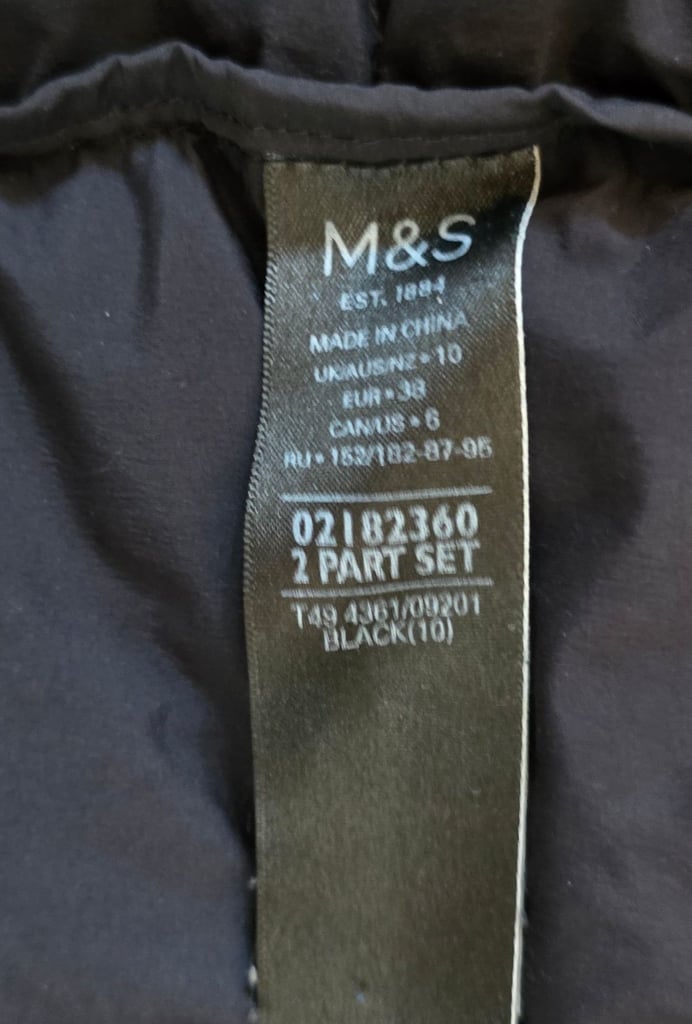 M&S
EST. 1884
MADE IN CHINA
UK/AUS/NZ • 10
EUR • 38
CAN/US • 6
RU • 152/182-87-95
02182360
2 PART SET
T49 4361/09201
BLACK(10)